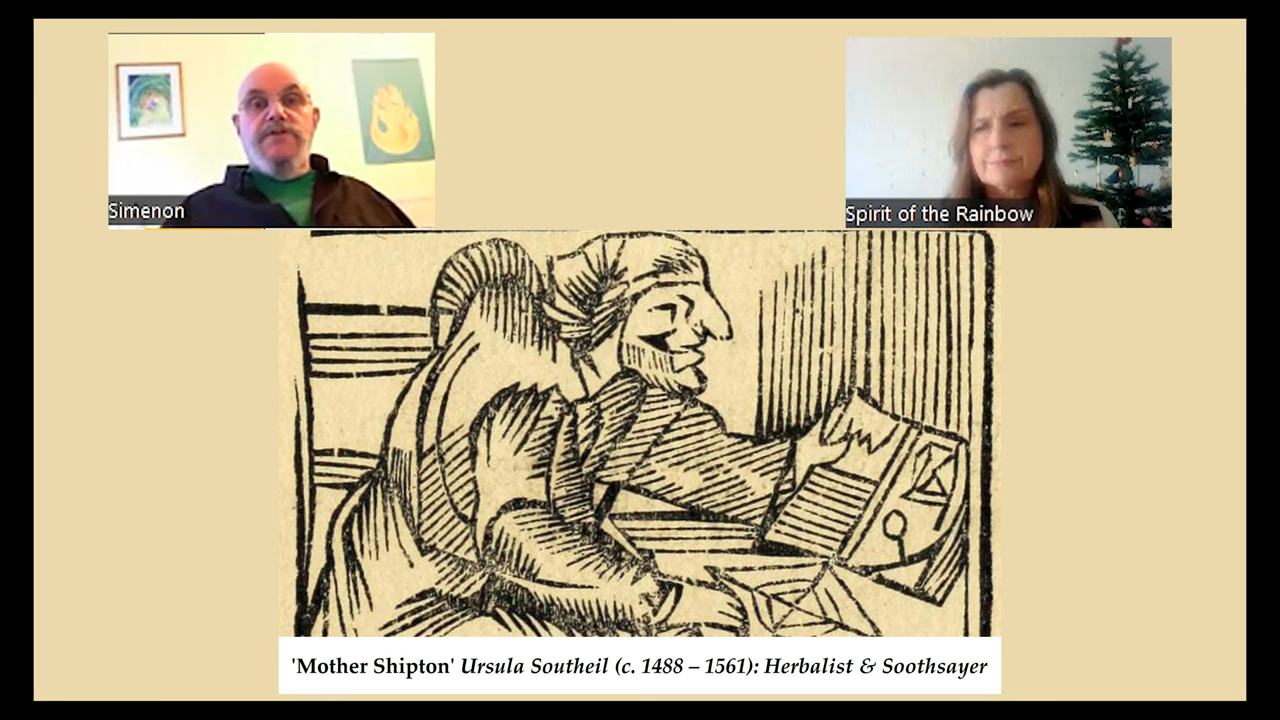 Simenon
Spirit of the Rainbow
'Mother Shipton' Ursula Southeil (c. 1488 – 1561): Herbalist & Soothsayer